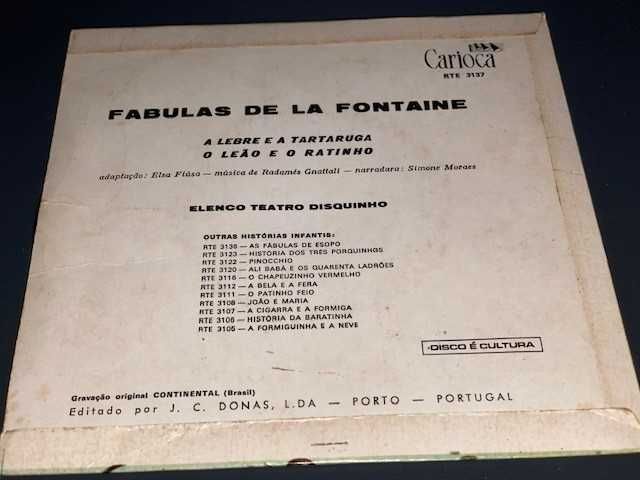 Carioca
RTE 3137
FABULAS DE LA FONTAINE
A LEBRE E A TARTARUGA
O LEÃO E O RATINHO
adaptação: Elsa Fiúsa — música de Radamés Gnattali — narradora: Simone Moraes
ELENCO TEATRO DISQUINHO
OUTRAS HISTÓRIAS INFANTIS:
RTE 3136 — AS FÁBULAS DE ESOPO
RTE 3123 — HISTÓRIA DOS TRÊS PORQUINHOS
RTE 3122 — PINOCCHIO
RTE 3120 — ALI BABÁ E OS QUARENTA LADRÕES
RTE 3116 — O CHAPEUZINHO VERMELHO
RTE 3112 — A BELA E A FERA
RTE 3111 — O PATINHO FEIO
RTE 3108 — JOÃO E MARIA
RTE 3107 — A CIGARRA E A FORMIGA
RTE 3106 — HISTÓRIA DA BARATINHA
RTE 3105 — A FORMIGUINHA E A NEVE
DISCO É CULTURA
Gravação original CONTINENTAL (Brasil)
Editado por J. C. DONAS, L.DA — PORTO — PORTUGAL